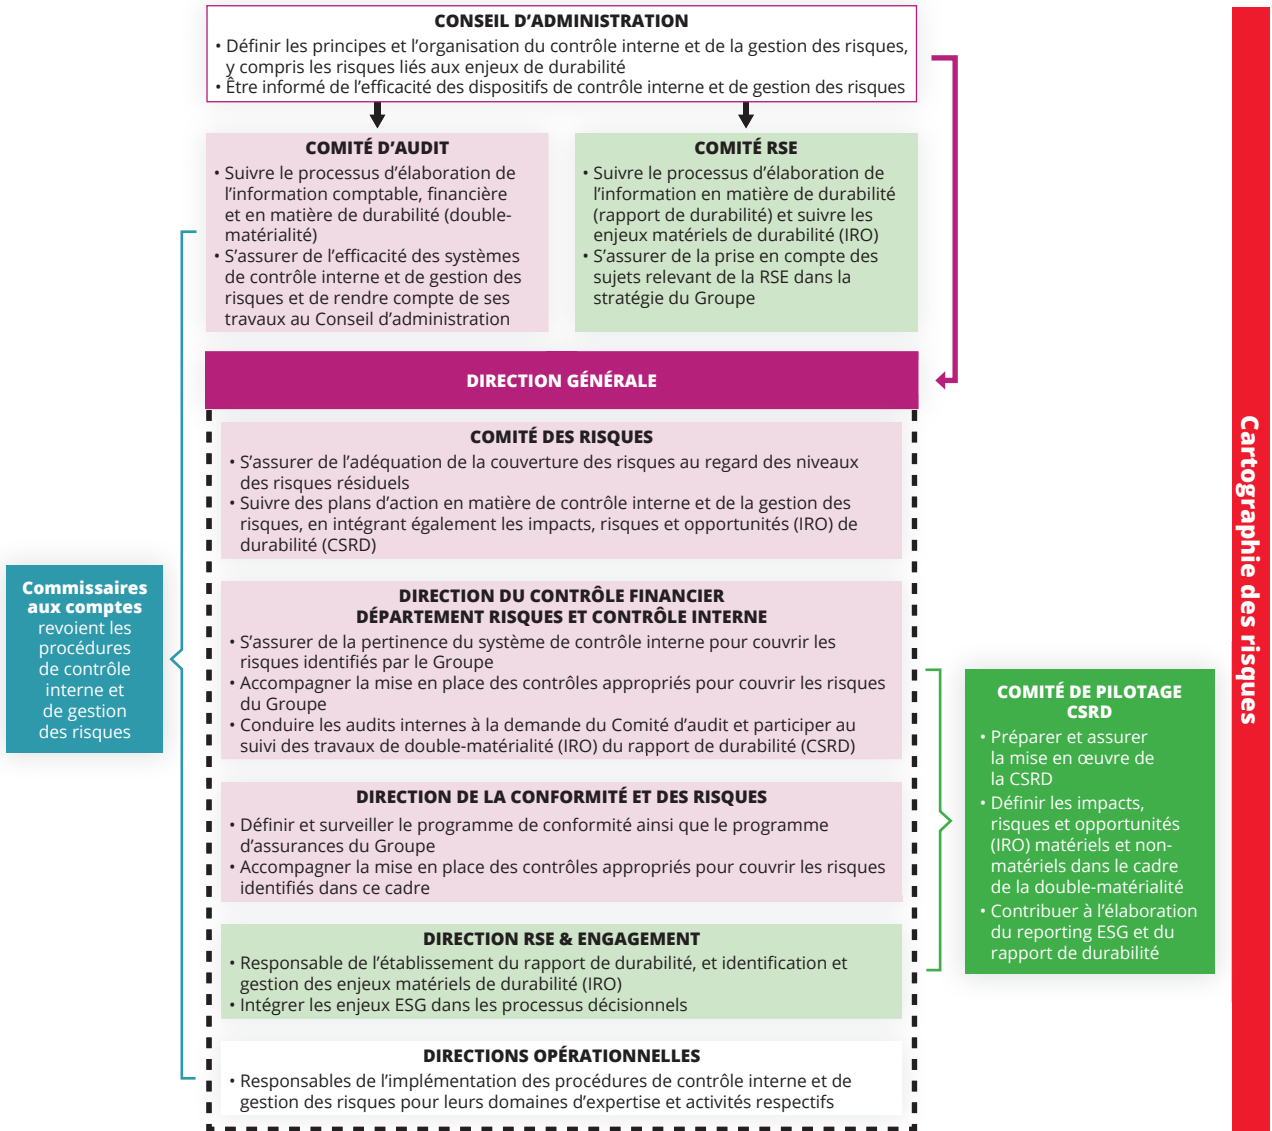 CONSEIL D’ADMINISTRATION
• Définir les principes et l’organisation du contrôle interne et de la gestion des risques,
y compris les risques liés aux enjeux de durabilité
• Être informé de l’efficacité des dispositifs de contrôle interne et de gestion des risques
COMITÉ D’AUDIT
• Suivre le processus d’élaboration de
l’information comptable, financière
et en matière de durabilité (double-
matérialité)
• S’assurer de l’efficacité des systèmes
de contrôle interne et de gestion des
risques et de rendre compte de ses
travaux au Conseil d’administration
COMITÉ RSE
• Suivre le processus d’élaboration de
l’information en matière de durabilité
(rapport de durabilité) et suivre les
enjeux matériels de durabilité (IRO)
• S’assurer de la prise en compte des
sujets relevant de la RSE dans la
stratégie du Groupe
DIRECTION GÉNÉRALE
COMITÉ DES RISQUES
• S’assurer de l’adéquation de la couverture des risques au regard des niveaux
des risques résiduels
• Suivre des plans d’action en matière de contrôle interne et de la gestion des
risques, en intégrant également les impacts, risques et opportunités (IRO) de
durabilité (CSRD)
DIRECTION DU CONTRÔLE FINANCIER
DÉPARTEMENT RISQUES ET CONTRÔLE INTERNE
• S’assurer de la pertinence du système de contrôle interne pour couvrir les
risques identifiés par le Groupe
• Accompagner la mise en place des contrôles appropriés pour couvrir les risques
du Groupe
• Conduire les audits internes à la demande du Comité d’audit et participer au
suivi des travaux de double-matérialité (IRO) du rapport de durabilité (CSRD)
DIRECTION DE LA CONFORMITÉ ET DES RISQUES
• Définir et surveiller le programme de conformité ainsi que le programme
d’assurances du Groupe
• Accompagner la mise en place des contrôles appropriés pour couvrir les risques
identifiés dans ce cadre
DIRECTION RSE & ENGAGEMENT
• Responsable de l’établissement du rapport de durabilité, et identification et
gestion des enjeux matériels de durabilité (IRO)
• Intégrer les enjeux ESG dans les processus décisionnels
DIRECTIONS OPÉRATIONNELLES
• Responsables de l’implémentation des procédures de contrôle interne et de
gestion des risques pour leurs domaines d’expertise et activités respectifs
Commissaires
aux comptes
revoient les
procédures
de contrôle
interne et
de gestion
des risques
COMITÉ DE PILOTAGE
CSRD
• Préparer et assurer
la mise en œuvre de
la CSRD
• Définir les impacts,
risques et opportunités
(IRO) matériels et non-
matériels dans le cadre
de la double-matérialité
• Contribuer à l’élaboration
du reporting ESG et du
rapport de durabilité
Cartographie des risques